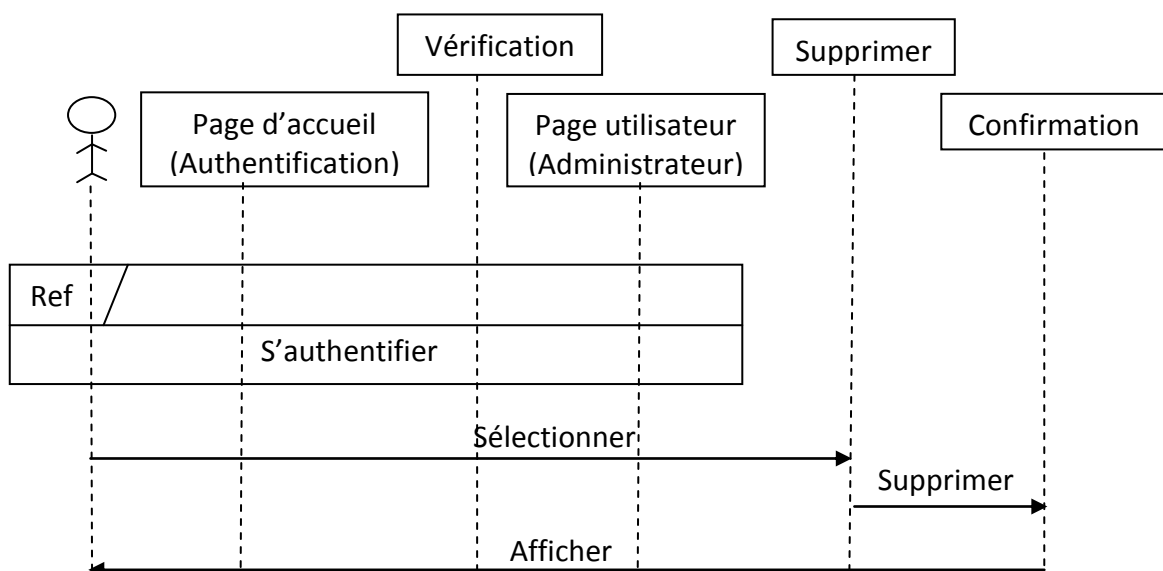 Vérification
Supprimer
Page d’accueil
(Authentification)
Page utilisateur
(Administrateur)
Confirmation
Ref
S’authentifier
Sélectionner
Supprimer
Afficher